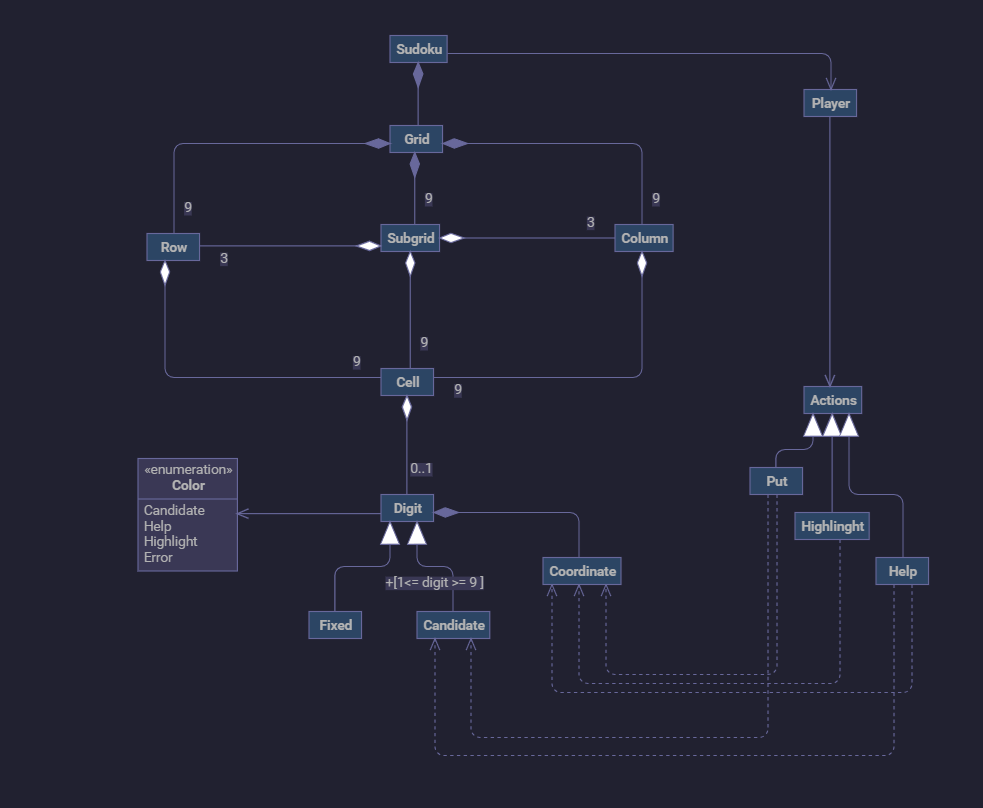 Sudoku
Player
Grid
9
9
9
Row
3
Subgrid
3
Column
9
9
9
Cell
Actions
0..1
«enumeration»
Color
Candidate
Help
Highlight
Error
Digit
Put
Highlinght
Help
Coordinate
+[1<= digit >= 9 ]
Fixed
Candidate